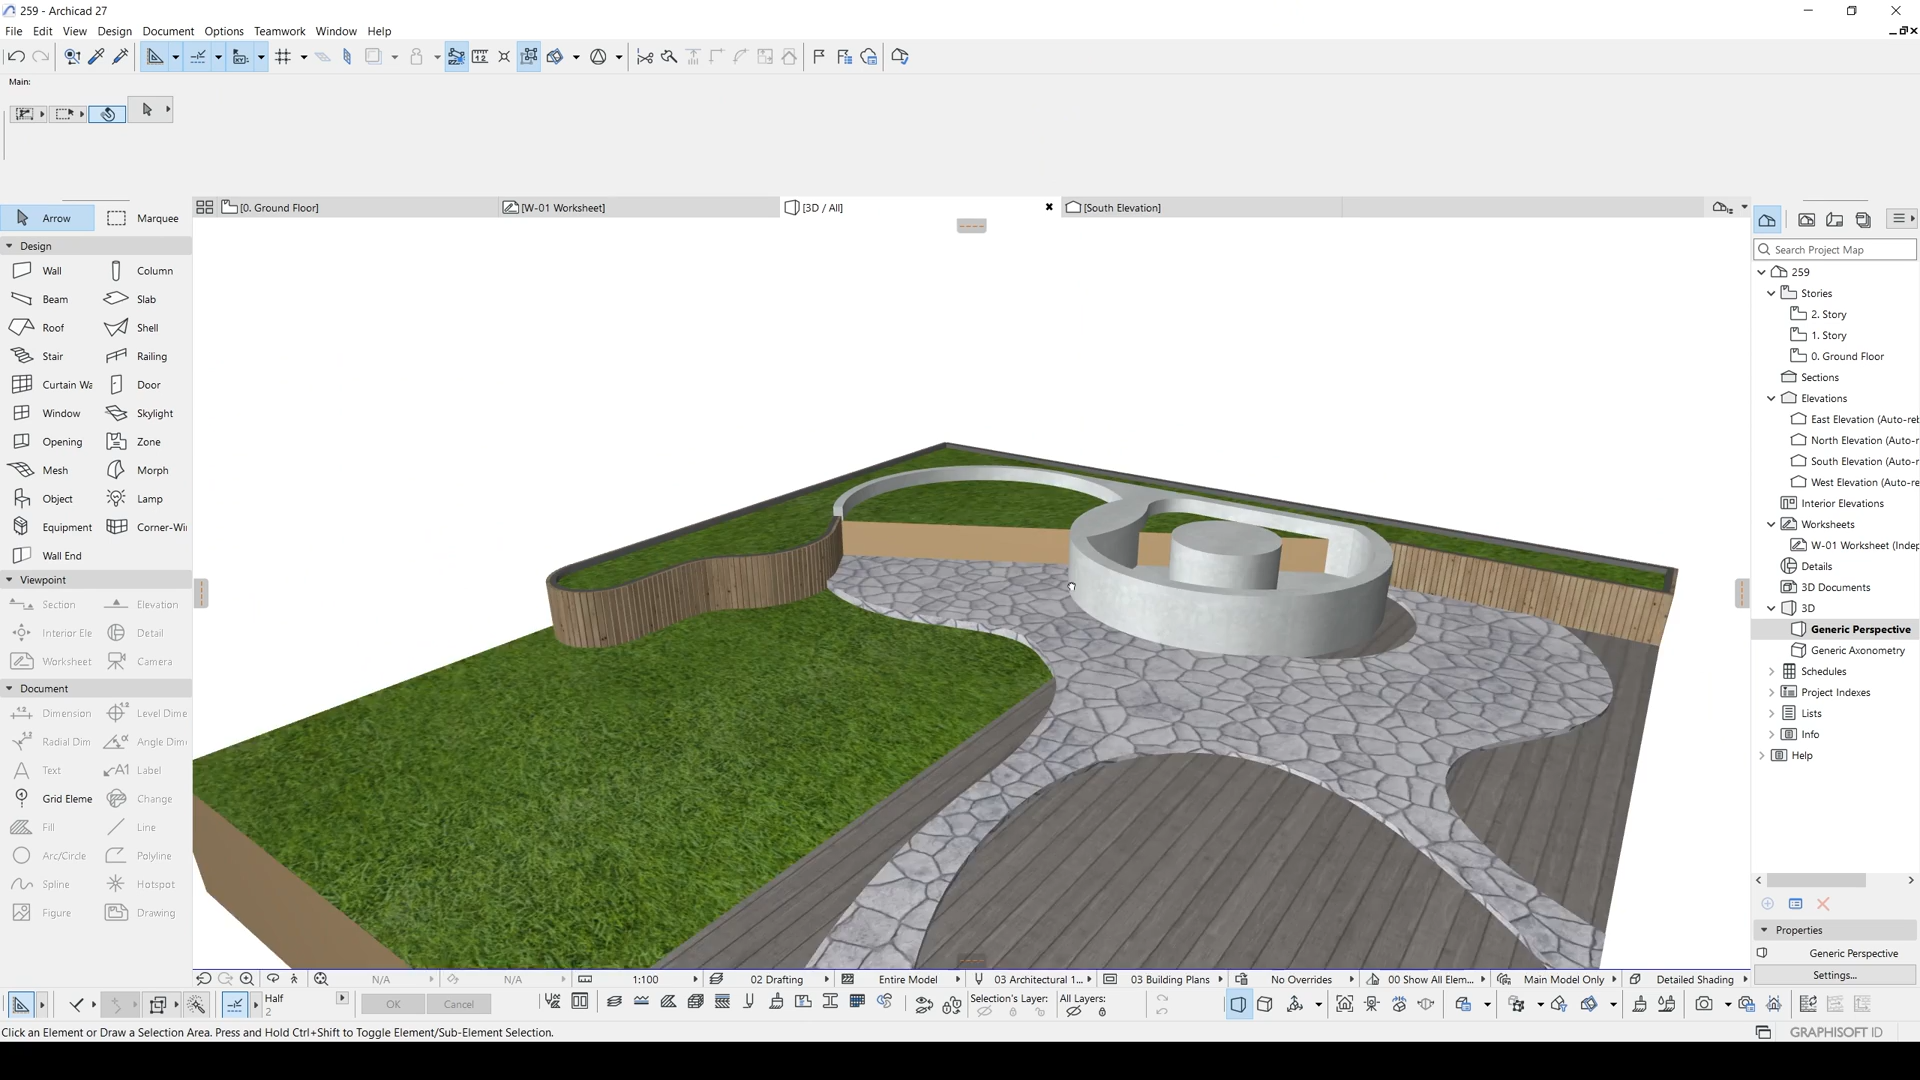 259 - Archicad 27
File Edit View Design Document Options Teamwork Window Help
Main:
[0. Ground Floor] [W-01 Worksheet] [3D / All] [South Elevation]
Arrow Marquee
Design
Wall Column
Beam Slab
Roof Shell
Stair Railing
Curtain Wa Door
Window Skylight
Opening Zone
Mesh Morph
Object Lamp
Equipment Corner-Wi
Wall End
Viewpoint
Section Elevation
Interior Ele Detail
Worksheet Camera
Document
Dimension Level Dime
Radial Dim Angle Dim
Text Label
Grid Eleme Change
Fill Line
Arc/Circle Polyline
Spline Hotspot
Figure Drawing
Search Project Map
259
Stories
2. Story
1. Story
0. Ground Floor
Sections
Elevations
East Elevation (Auto-reb
North Elevation (Auto-r
South Elevation (Auto-r
West Elevation (Auto-re
Interior Elevations
Worksheets
W-01 Worksheet (Indep
Details
3D Documents
3D
Generic Perspective
Generic Axonometry
Schedules
Project Indexes
Lists
Info
Help
Properties
Generic Perspective
Settings...
N/A N/A 1:100 02 Drafting Entire Model 03 Architectural 1... 03 Building Plans No Overrides 00 Show All Elem... Main Model Only Detailed Shading
Half
2
OK Cancel
Selection's Layer: All Layers:
Click an Element or Draw a Selection Area. Press and Hold Ctrl+Shift to Toggle Element/Sub-Element Selection.
GRAPHISOFT ID